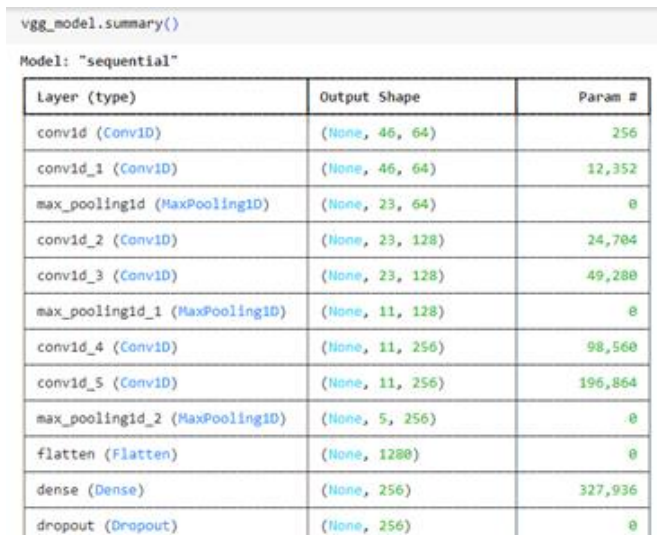 vgg_model.summary()
Model: "sequential"
Layer (type) Output Shape Param #
conv1d (Conv1D) (None, 46, 64) 256
conv1d_1 (Conv1D) (None, 46, 64) 12,352
max_pooling1d (MaxPooling1D) (None, 23, 64) 0
conv1d_2 (Conv1D) (None, 23, 128) 24,704
conv1d_3 (Conv1D) (None, 23, 128) 49,280
max_pooling1d_1 (MaxPooling1D) (None, 11, 128) 0
conv1d_4 (Conv1D) (None, 11, 256) 98,560
conv1d_5 (Conv1D) (None, 11, 256) 196,864
max_pooling1d_2 (MaxPooling1D) (None, 5, 256) 0
flatten (Flatten) (None, 1280) 0
dense (Dense) (None, 256) 327,936
dropout (Dropout) (None, 256) 0